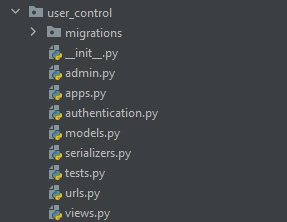 user_control
migrations
__init__.py
admin.py
apps.py
authentication.py
models.py
serializers.py
tests.py
urls.py
views.py